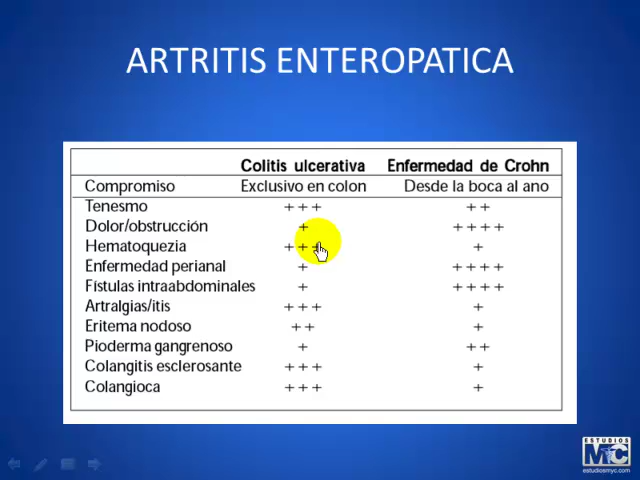 ARTRITIS ENTEROPATICA
Colitis ulcerativa Enfermedad de Crohn
Compromiso Exclusivo en colon Desde la boca al ano
Tenesmo +++ ++
Dolor/obstrucción + ++++
Hematoquezia +++ +
Enfermedad perianal + ++++
Fístulas intraabdominales + ++++
Artralgias/itis +++ +
Eritema nodoso ++ +
Pioderma gangrenoso + ++
Colangitis esclerosante +++ +
Colangioca +++ +
ESTUDIOS
MyC
estudiosmyc.com